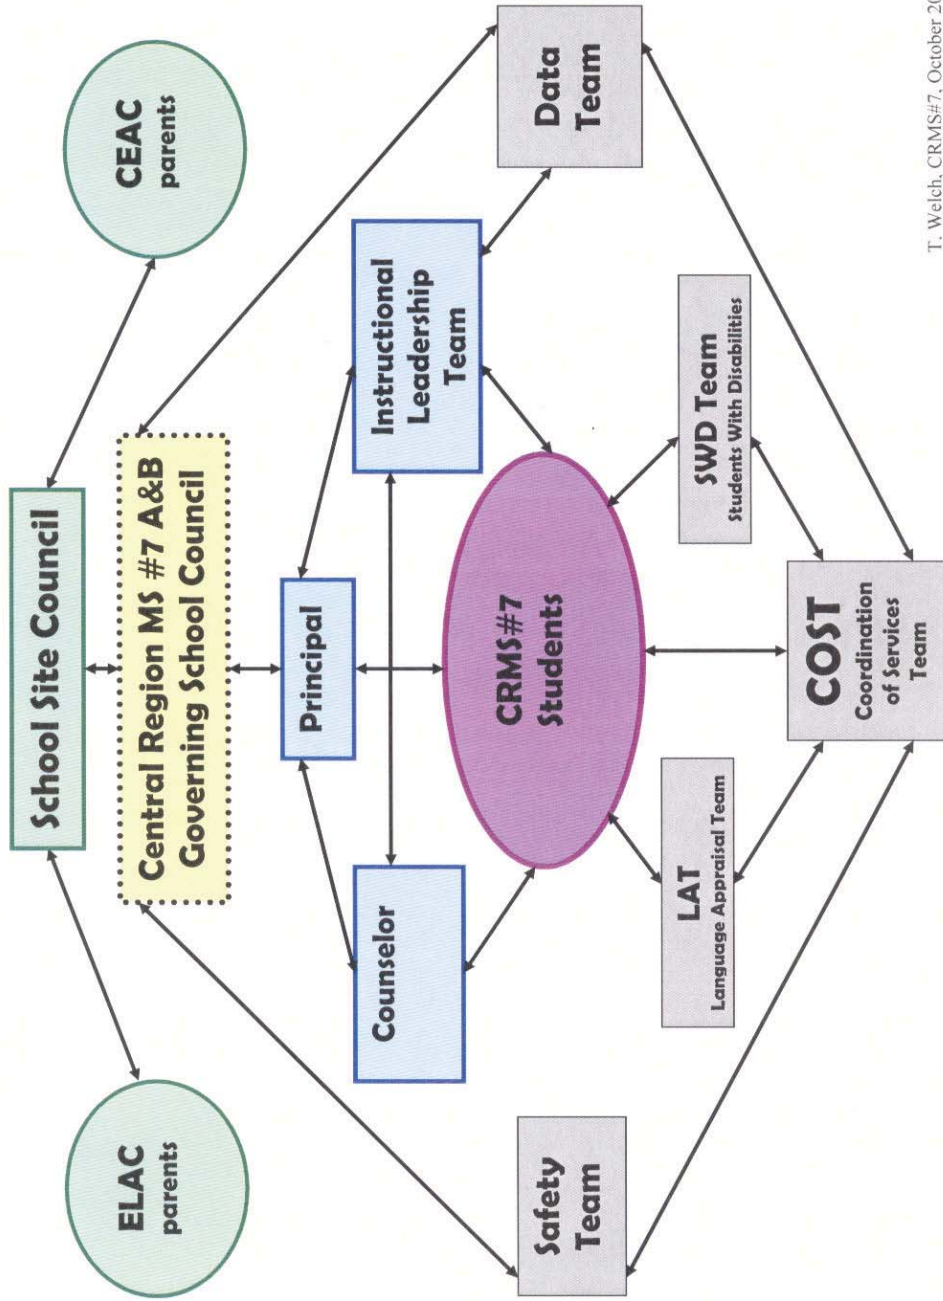 School Site Council
ELAC
parents
CEAC
parents
Central Region MS #7 A&B
Governing School Council
Principal
Counselor
Instructional
Leadership
Team
CRMS#7
Students
Safety
Team
Data
Team
LAT
Language Appraisal Team
SWD Team
Students With Disabilities
COST
Coordination
of Services
Team
T. Welch, CRMS#7, October